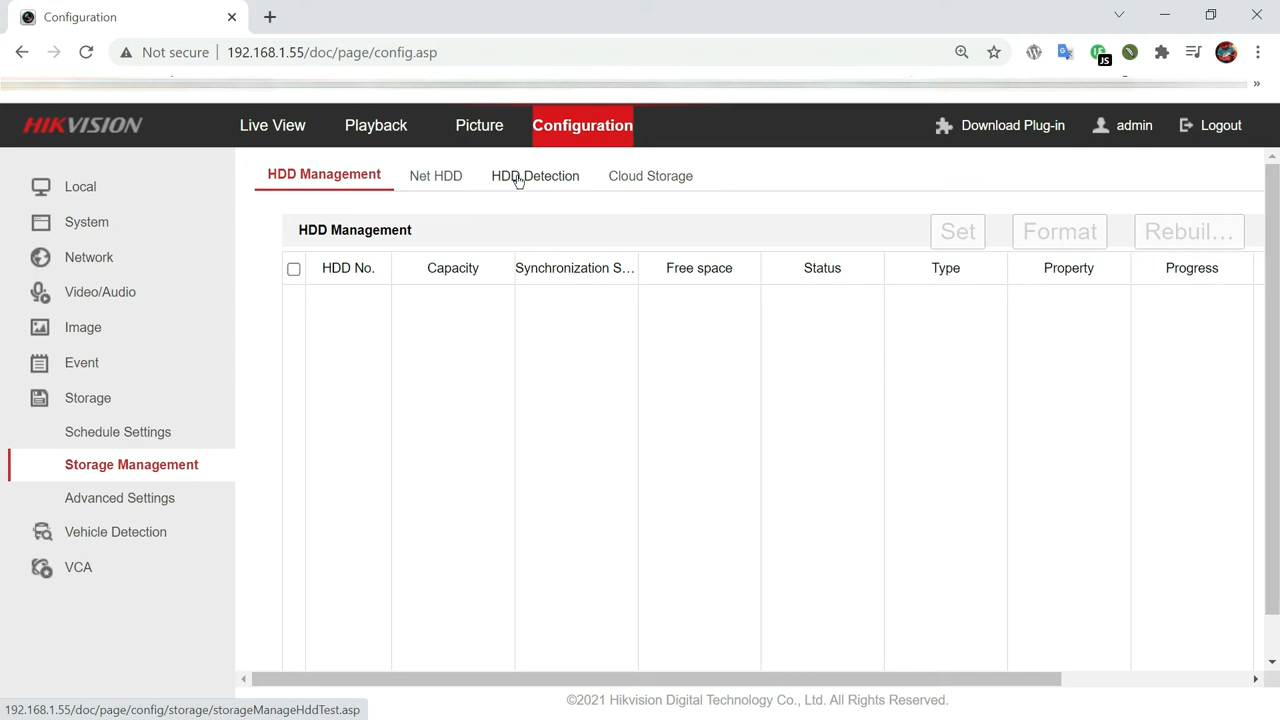 Configuration
Not secure
192.168.1.55/doc/page/config.asp
JS
»
HIKVISION
Live View
Playback
Picture
Configuration
Download Plug-in
admin
Logout
Local
System
Network
Video/Audio
Image
Event
Storage
Schedule Settings
Storage Management
Advanced Settings
Vehicle Detection
VCA
HDD Management
Net HDD
HDD Detection
Cloud Storage
HDD Management
Set
Format
Rebuil...
HDD No.
Capacity
Synchronization S...
Free space
Status
Type
Property
Progress
©2021 Hikvision Digital Technology Co., Ltd. All Rights Reserved.
192.168.1.55/doc/page/config/storage/storageManageHddTest.asp